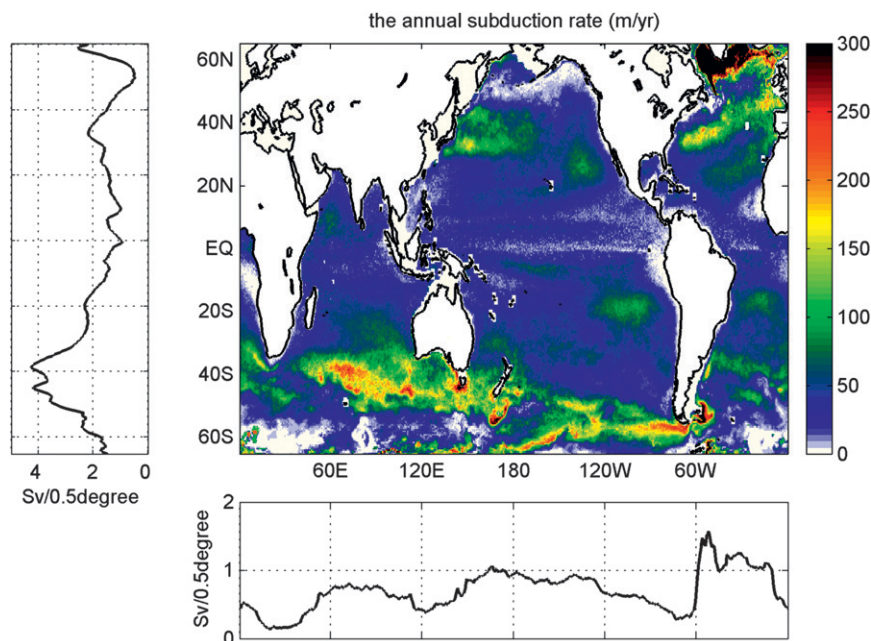 the annual subduction rate (m/yr)
60N
40N
20N
EQ
20S
40S
60S
60E 120E 180 120W 60W
300
250
200
150
100
50
0
4 2 0
Sv/0.5degree
2
1
0
Sv/0.5degree